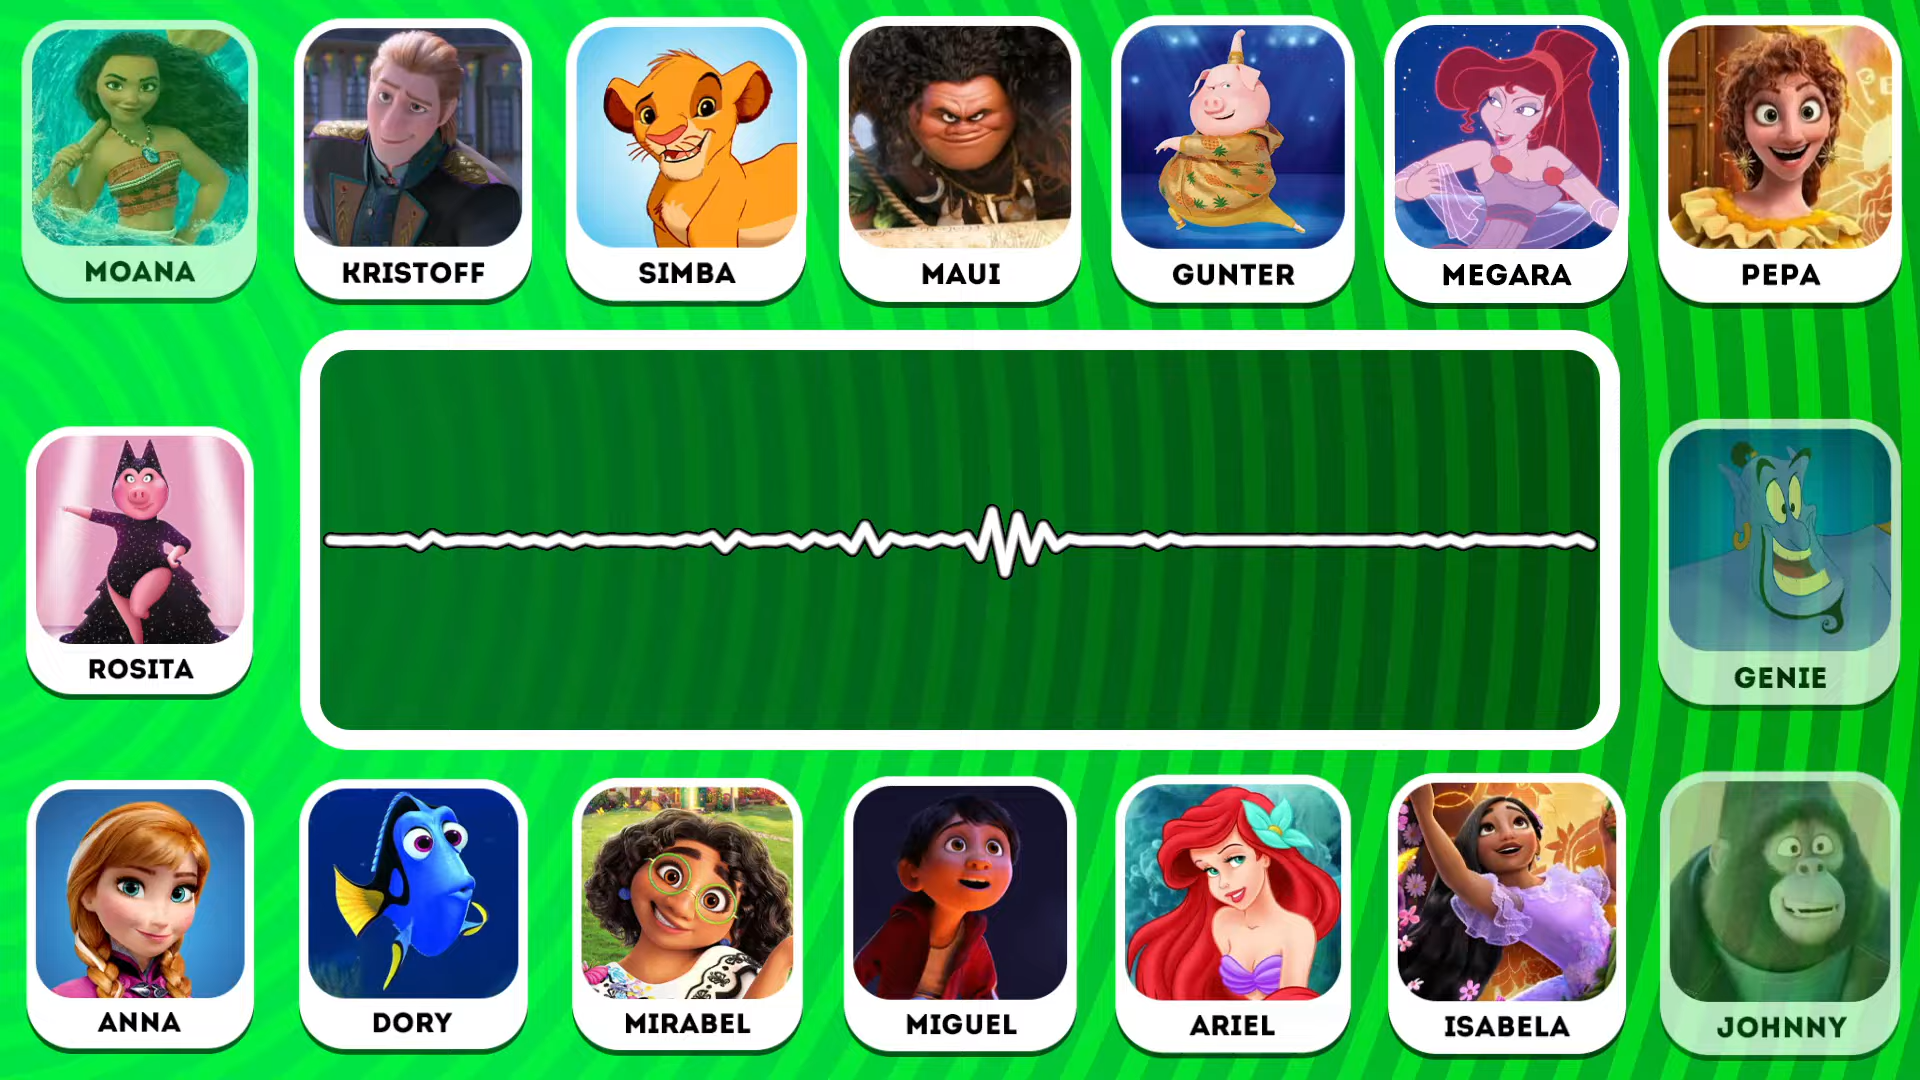 MOANA
KRISTOFF
SIMBA
MAUI
GUNTER
MEGARA
PEPA
ROSITA
GENIE
ANNA
DORY
MIRABEL
MIGUEL
ARIEL
ISABELA
JOHNNY